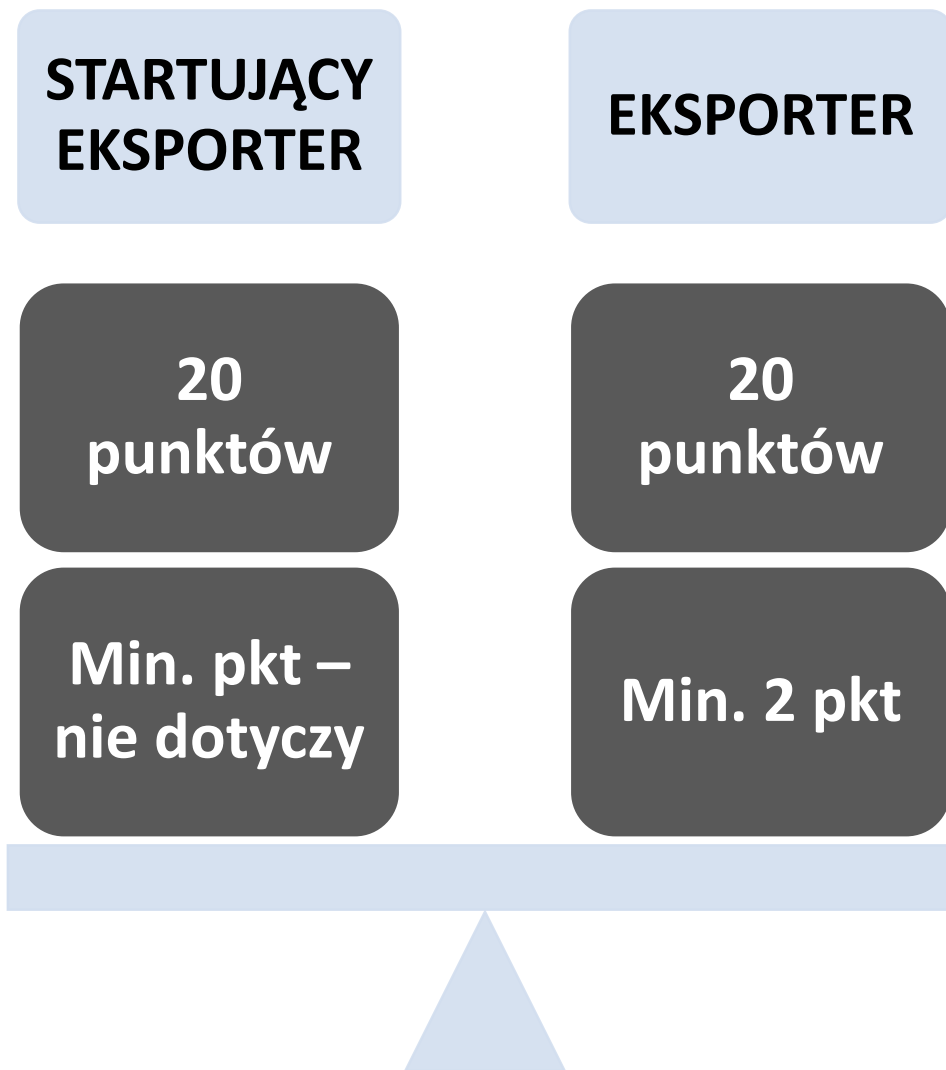 STARTUJĄCY
EKSPORTER
EKSPORTER
20
punktów
20
punktów
Min. pkt –
nie dotyczy
Min. 2 pkt